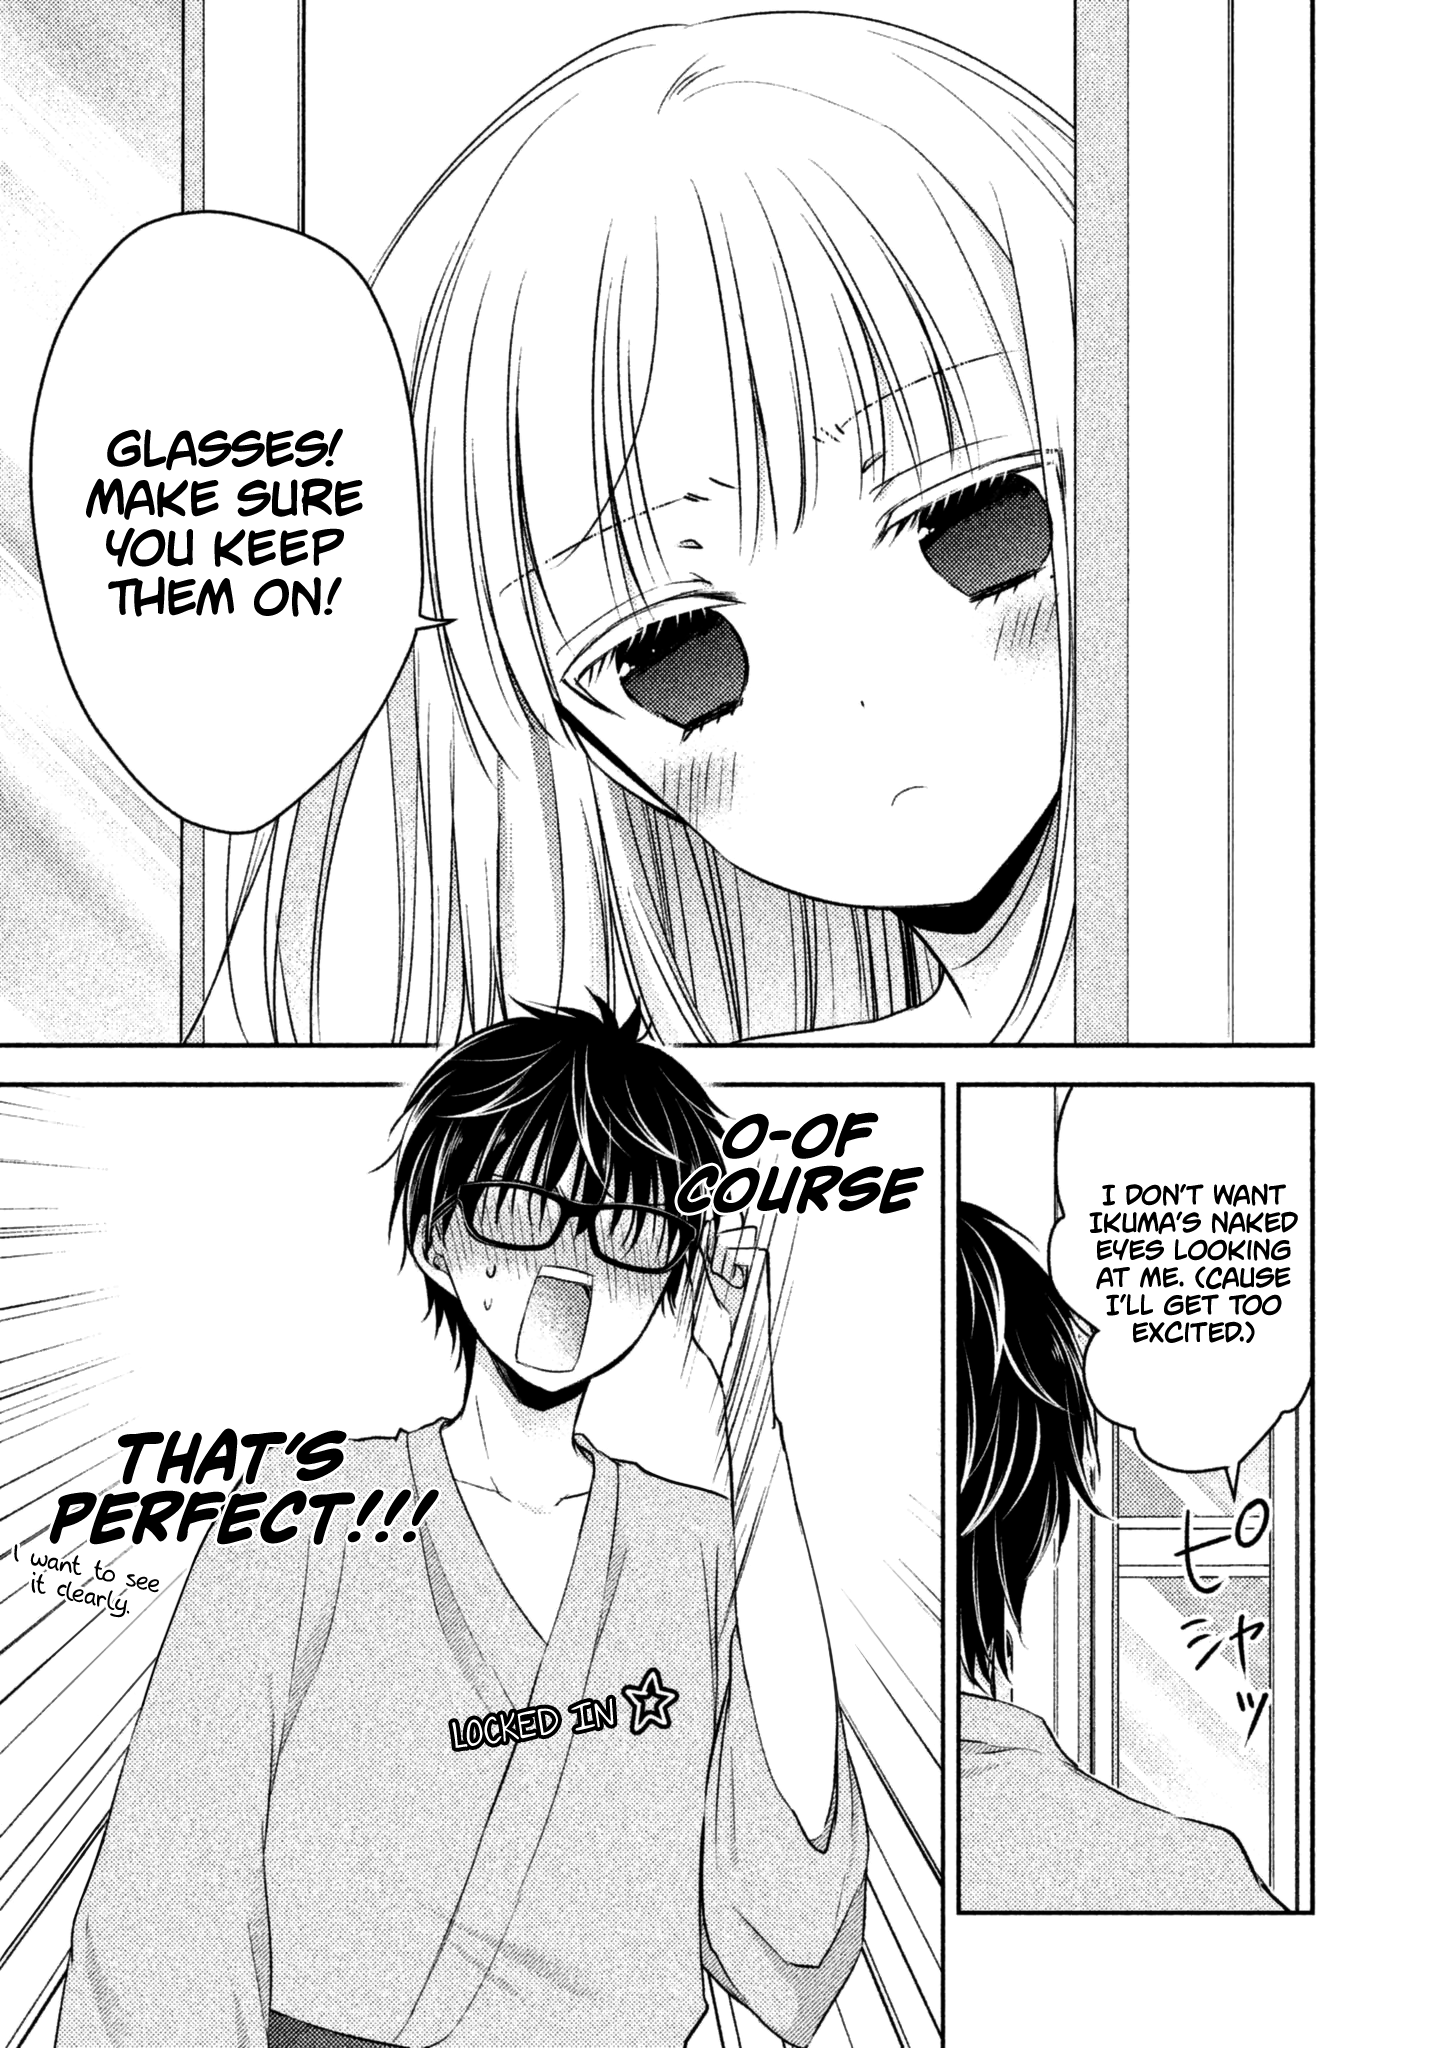 GLASSES!
MAKE SURE
YOU KEEP
THEM ON!
I DON'T WANT
IKUMA'S NAKED
EYES LOOKING
AT ME. (CAUSE
I'LL GET TOO
EXCITED.)
ピシャッ
O-OF
COURSE
THAT'S
PERFECT!!!
I want to see
it clearly.
LOCKED IN